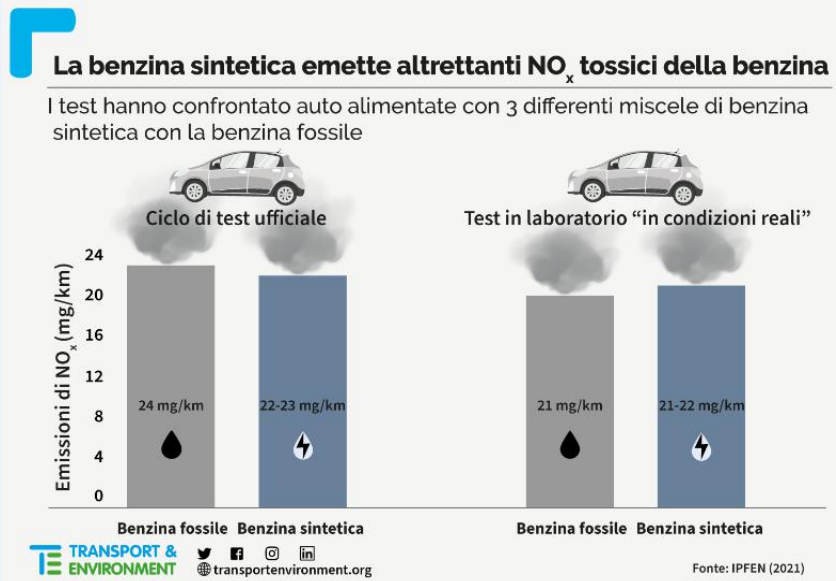 La benzina sintetica emette altrettanti NOx tossici della benzina
I test hanno confrontato auto alimentate con 3 differenti miscele di benzina
sintetica con la benzina fossile
Ciclo di test ufficiale
Test in laboratorio “in condizioni reali”
Emissioni di NOx (mg/km)
24
20
16
12
8
4
0
24 mg/km
22-23 mg/km
21 mg/km
21-22 mg/km
Benzina fossile
Benzina sintetica
Benzina fossile
Benzina sintetica
TRANSPORT &
ENVIRONMENT
transportenvironment.org
Fonte: IPFEN (2021)